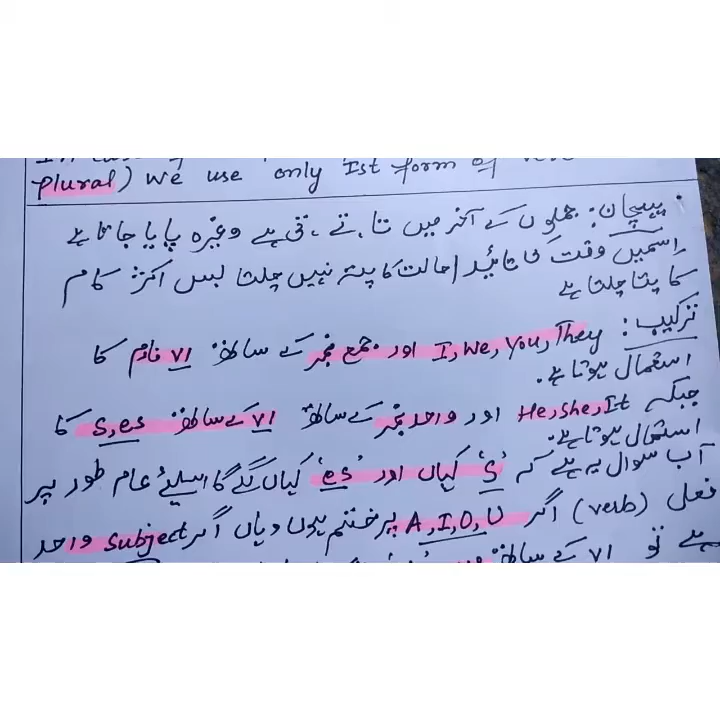 plural) We use only Ist form of
پہچان: جملوں کے آخر میں تا، تے، تی ہے وغیرہ پایا جاتا ہے
اسمیں وقت کی تائید / حالت کا پتہ نہیں چلتا بس اکثر کام
کا پتا چلتا ہے
ترکیب: I, We, You, They اور جمع نمبر کے ساتھ v1 فارم کا
استعمال ہوتا ہے۔
جبکہ He, She, It اور واحد نمبر کے ساتھ v1 کے ساتھ s, es کا
استعمال ہوتا ہے۔
اب سوال یہ ہے کہ 's' کہاں اور 'es' کہاں لگے گا اسلئے عام طور پر
فعل (verb) اگر A, I, O, U پر ختم ہوں وہاں اگر Subject واحد
ہے تو v1 کے ساتھ